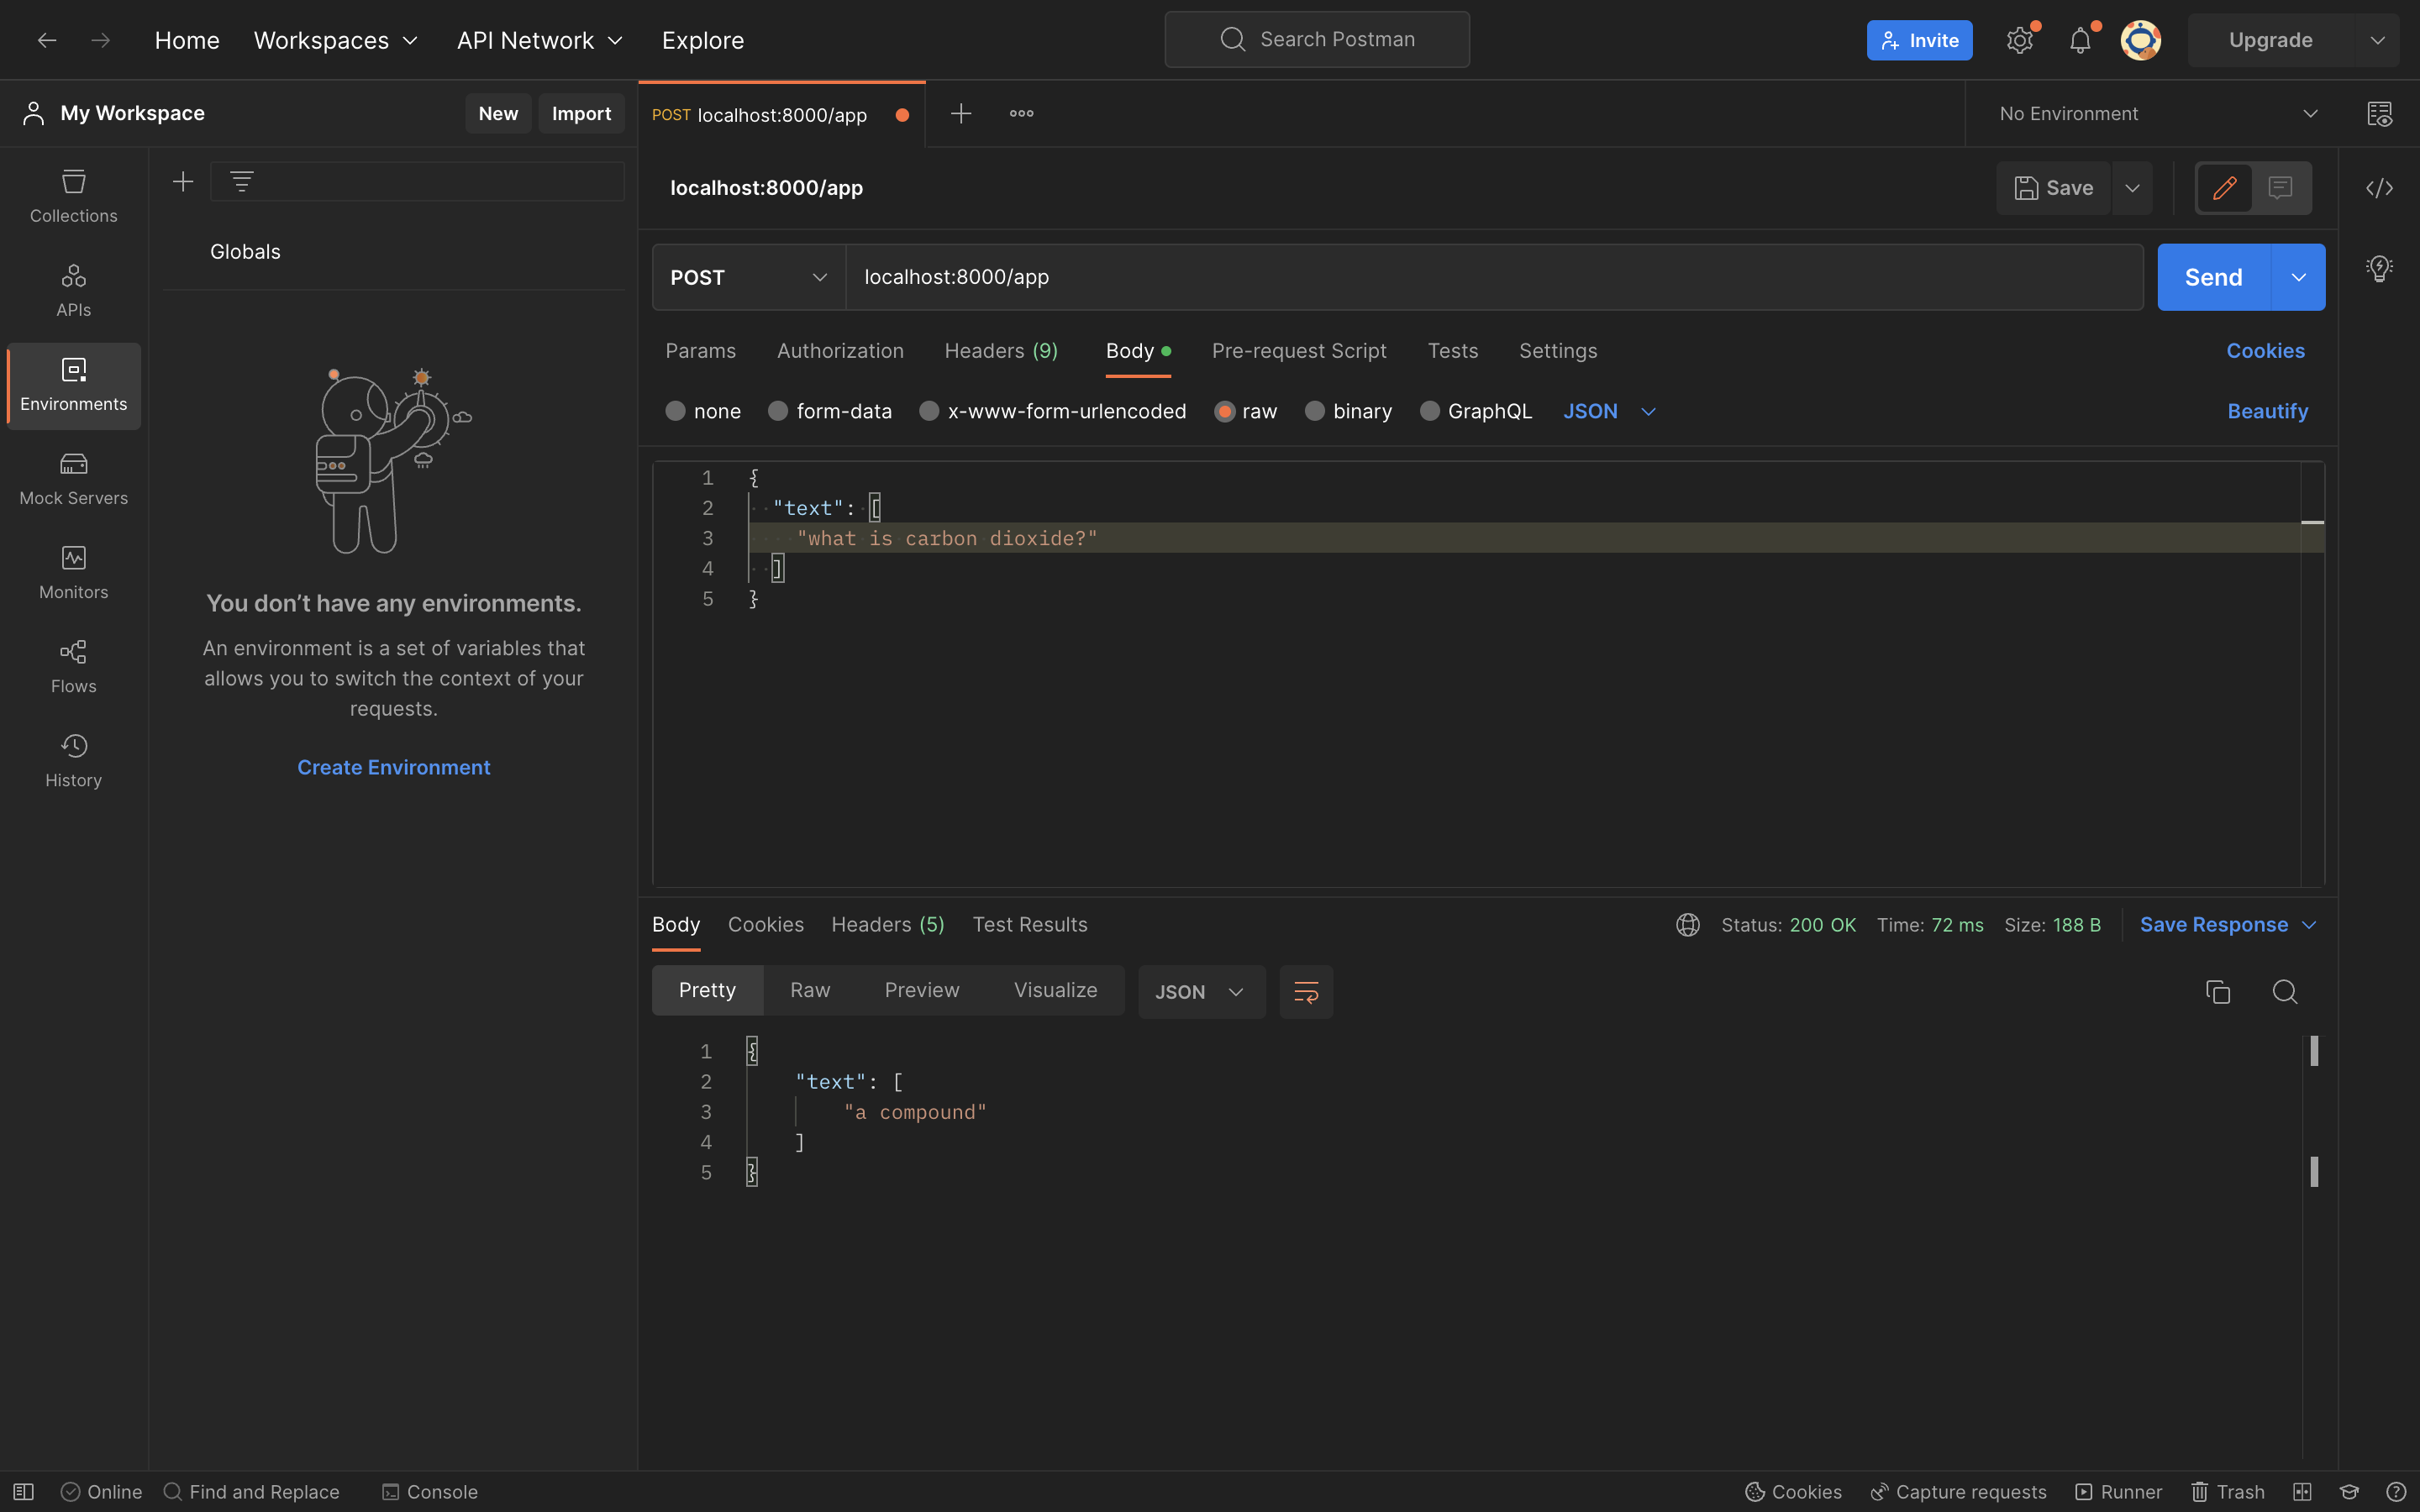 Home Workspaces API Network Explore Search Postman Invite Upgrade
My Workspace New Import
POST localhost:8000/app No Environment
Collections
APIs
Environments
Mock Servers
Monitors
Flows
History
Globals
You don’t have any environments.
An environment is a set of variables that
allows you to switch the context of your
requests.
Create Environment
localhost:8000/app Save
POST localhost:8000/app Send
Params Authorization Headers (9) Body Pre-request Script Tests Settings Cookies
none form-data x-www-form-urlencoded raw binary GraphQL JSON Beautify
1 {
2 "text": [
3 "what is carbon dioxide?"
4 ]
5 }
Body Cookies Headers (5) Test Results Status: 200 OK Time: 72 ms Size: 188 B Save Response
Pretty Raw Preview Visualize JSON
1 {
2 "text": [
3 "a compound"
4 ]
5 }
Online Find and Replace Console Cookies Capture requests Runner Trash